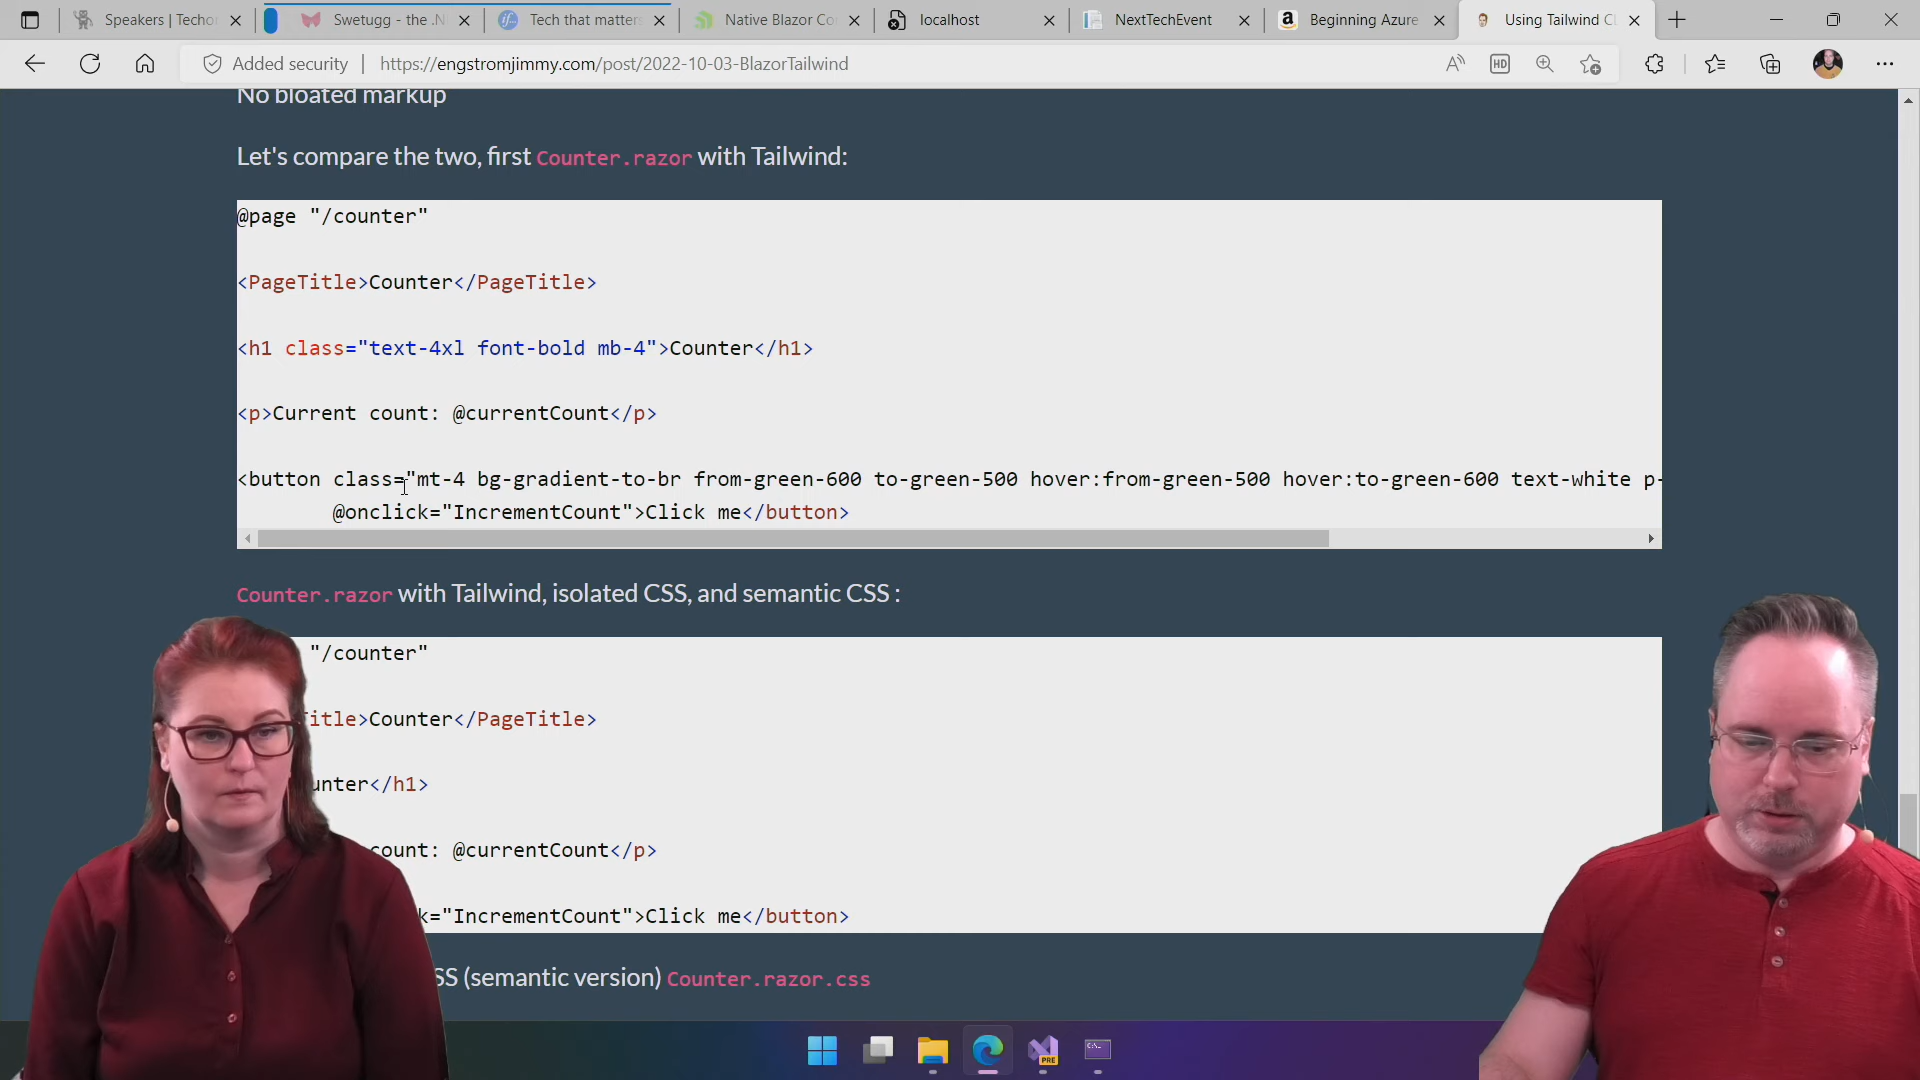 Speakers | Techor
Swetugg - the .N
Tech that matters
Native Blazor Co
localhost
NextTechEvent
Beginning Azure
Using Tailwind C
Added security
https://engstromjimmy.com/post/2022-10-03-BlazorTailwind
HD
No bloated markup
Let's compare the two, first Counter.razor with Tailwind:
@page "/counter"
<PageTitle>Counter</PageTitle>
<h1 class="text-4xl font-bold mb-4">Counter</h1>
<p>Current count: @currentCount</p>
<button class="mt-4 bg-gradient-to-br from-green-600 to-green-500 hover:from-green-500 hover:to-green-600 text-white p-
@onclick="IncrementCount">Click me</button>
Counter.razor with Tailwind, isolated CSS, and semantic CSS :
"/counter"
Title>Counter</PageTitle>
unter</h1>
count: @currentCount</p>
k="IncrementCount">Click me</button>
SS (semantic version) Counter.razor.css
PRE